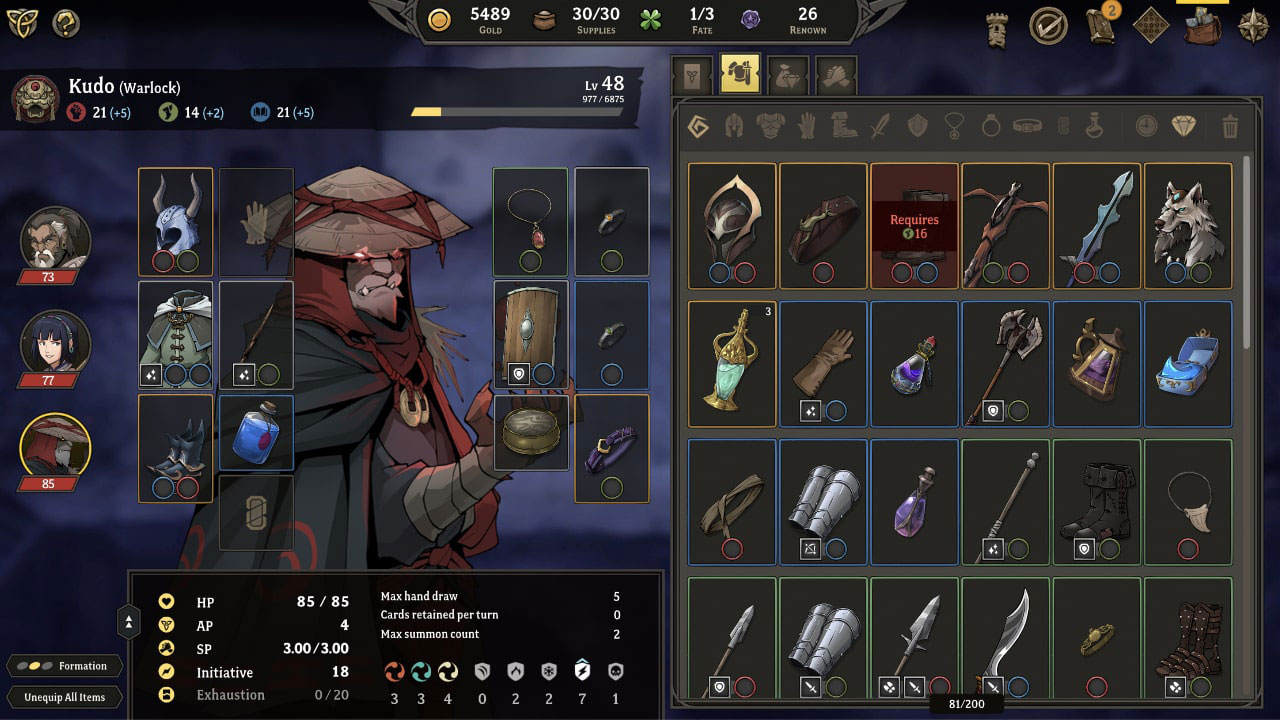 5489
GOLD
30/30
SUPPLIES
1/3
FATE
26
RENOWN
2
Kudo (Warlock)
21 (+5)
14 (+2)
21 (+5)
Lv 48
977 / 6875
73
77
85
Requires
16
3
HP 85 / 85
AP 4
SP 3.00/3.00
Initiative 18
Exhaustion 0 / 20
Max hand draw 5
Cards retained per turn 0
Max summon count 2
3 3 4 0 2 2 7 1
Formation
Unequip All Items
81/200